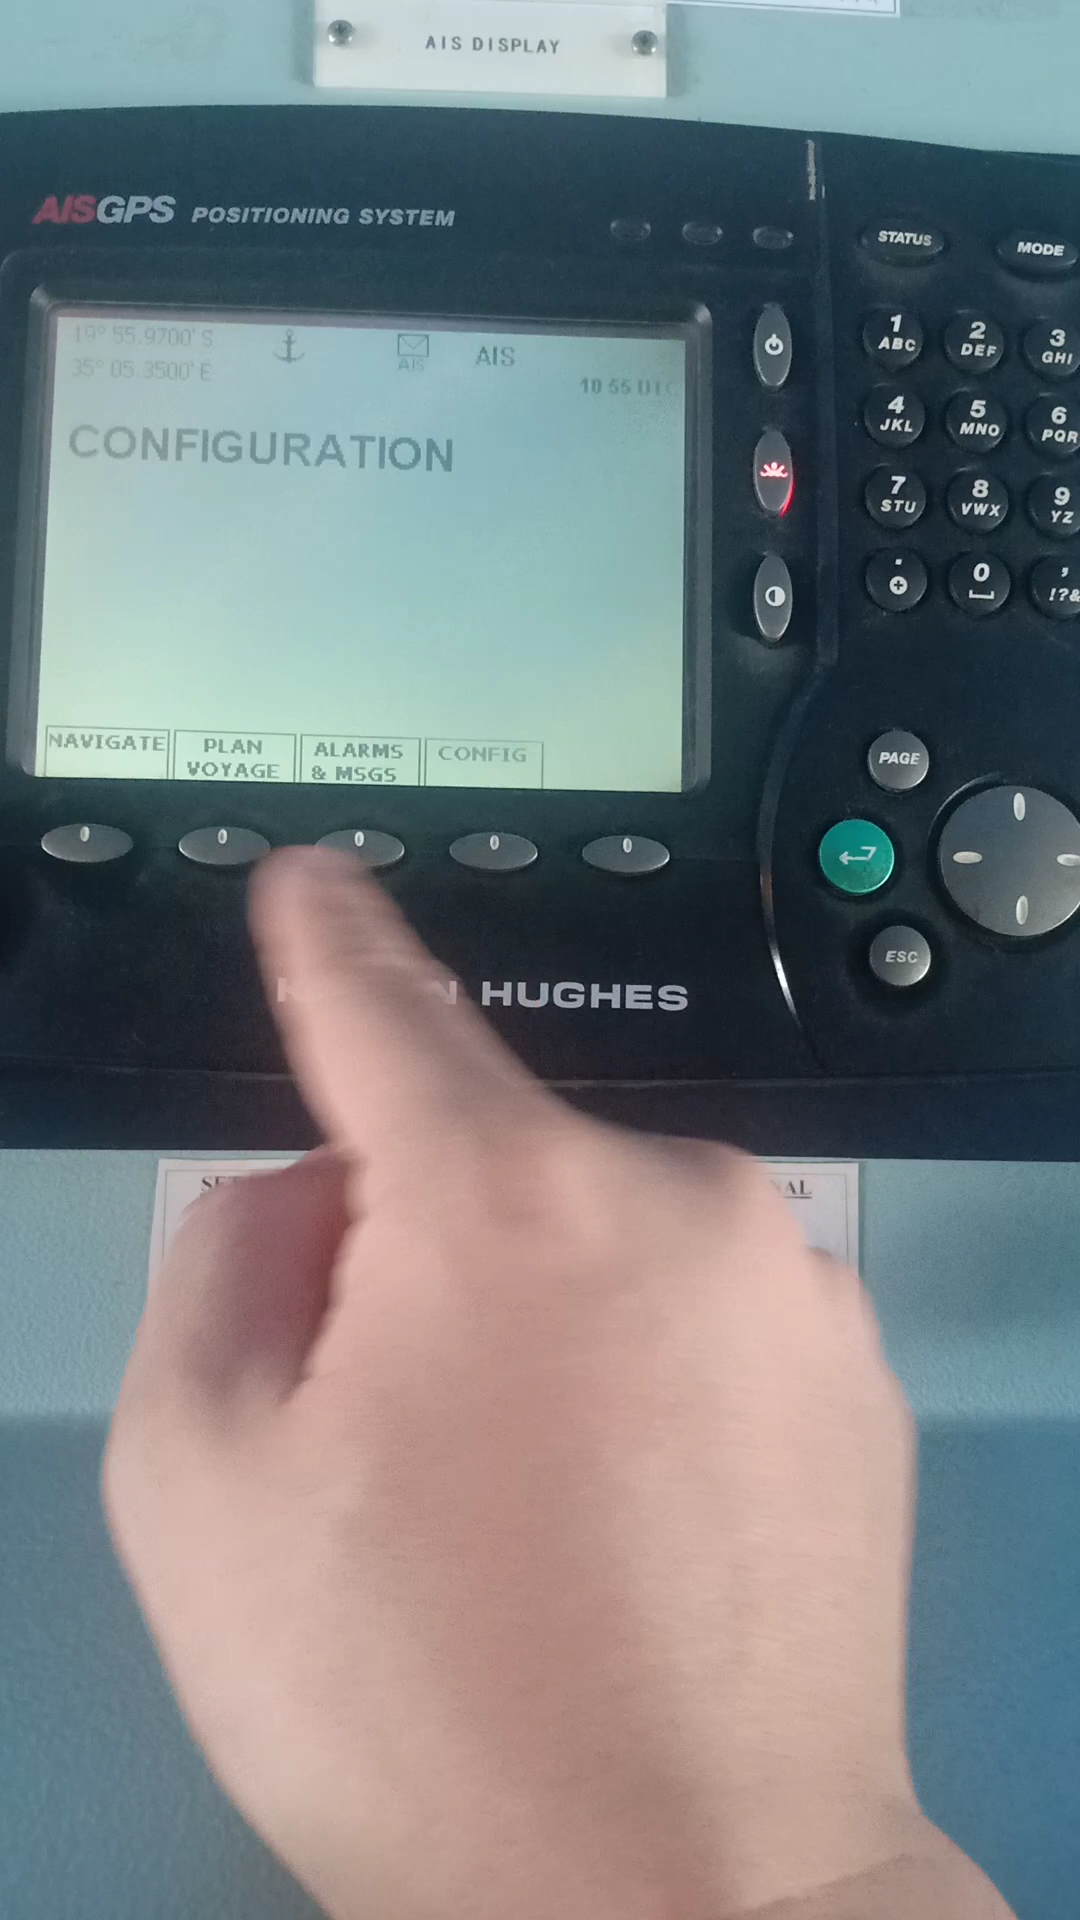 AIS DISPLAY
AISGPS POSITIONING SYSTEM
STATUS
MODE
19° 55.9700' S
35° 05.3500' E
AIS
AIS
10 55 UTC
CONFIGURATION
1 ABC
2 DEF
3 GHI
4 JKL
5 MNO
6 PQR
7 STU
8 VWX
9 YZ
0
!?&
NAVIGATE
PLAN VOYAGE
ALARMS & MSGS
CONFIG
PAGE
ESC
HUGHES